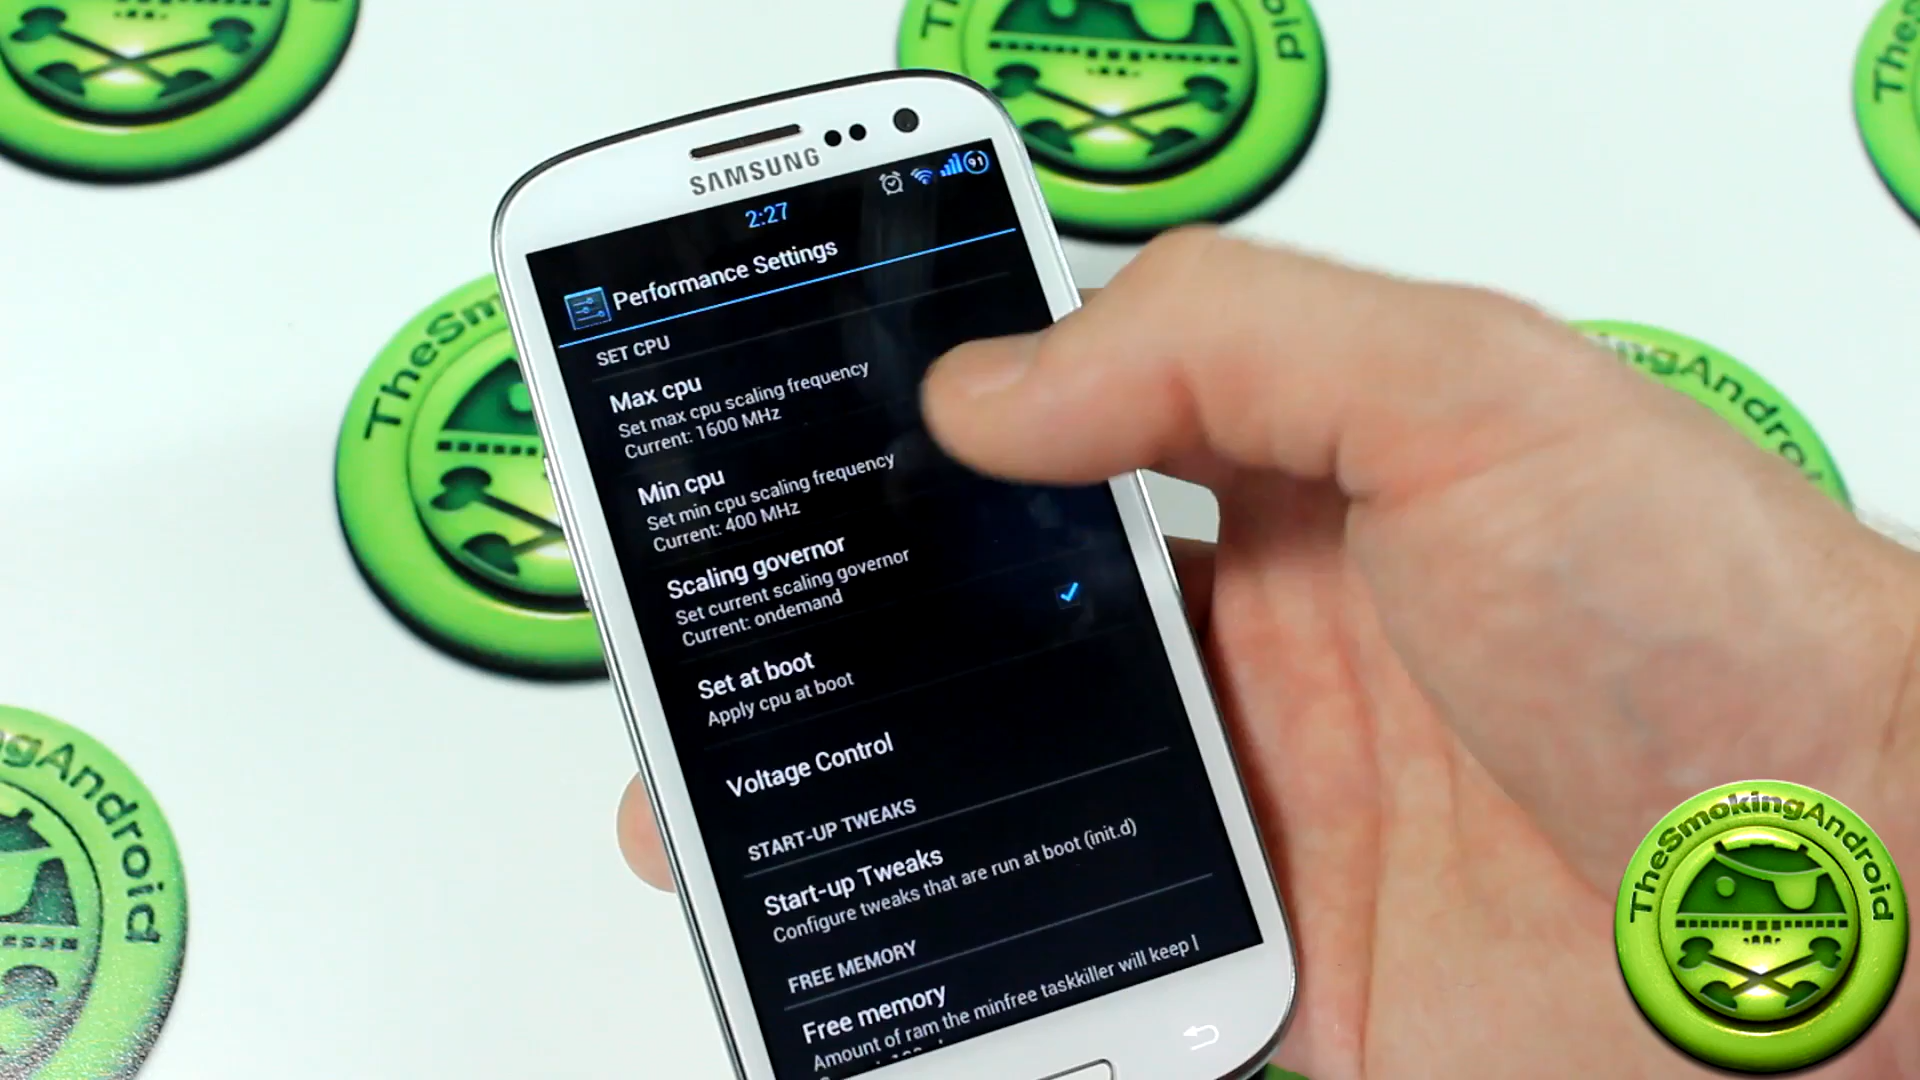 SAMSUNG
91
2:27
Performance Settings
SET CPU
Max cpu
Set max cpu scaling frequency
Current: 1600 MHz
Min cpu
Set min cpu scaling frequency
Current: 400 MHz
Scaling governor
Set current scaling governor
Current: ondemand
Set at boot
Apply cpu at boot
Voltage Control
START-UP TWEAKS
Start-up Tweaks
Configure tweaks that are run at boot (init.d)
FREE MEMORY
Free memory
Amount of ram the minfree taskkiller will keep
TheSmokingAndroid